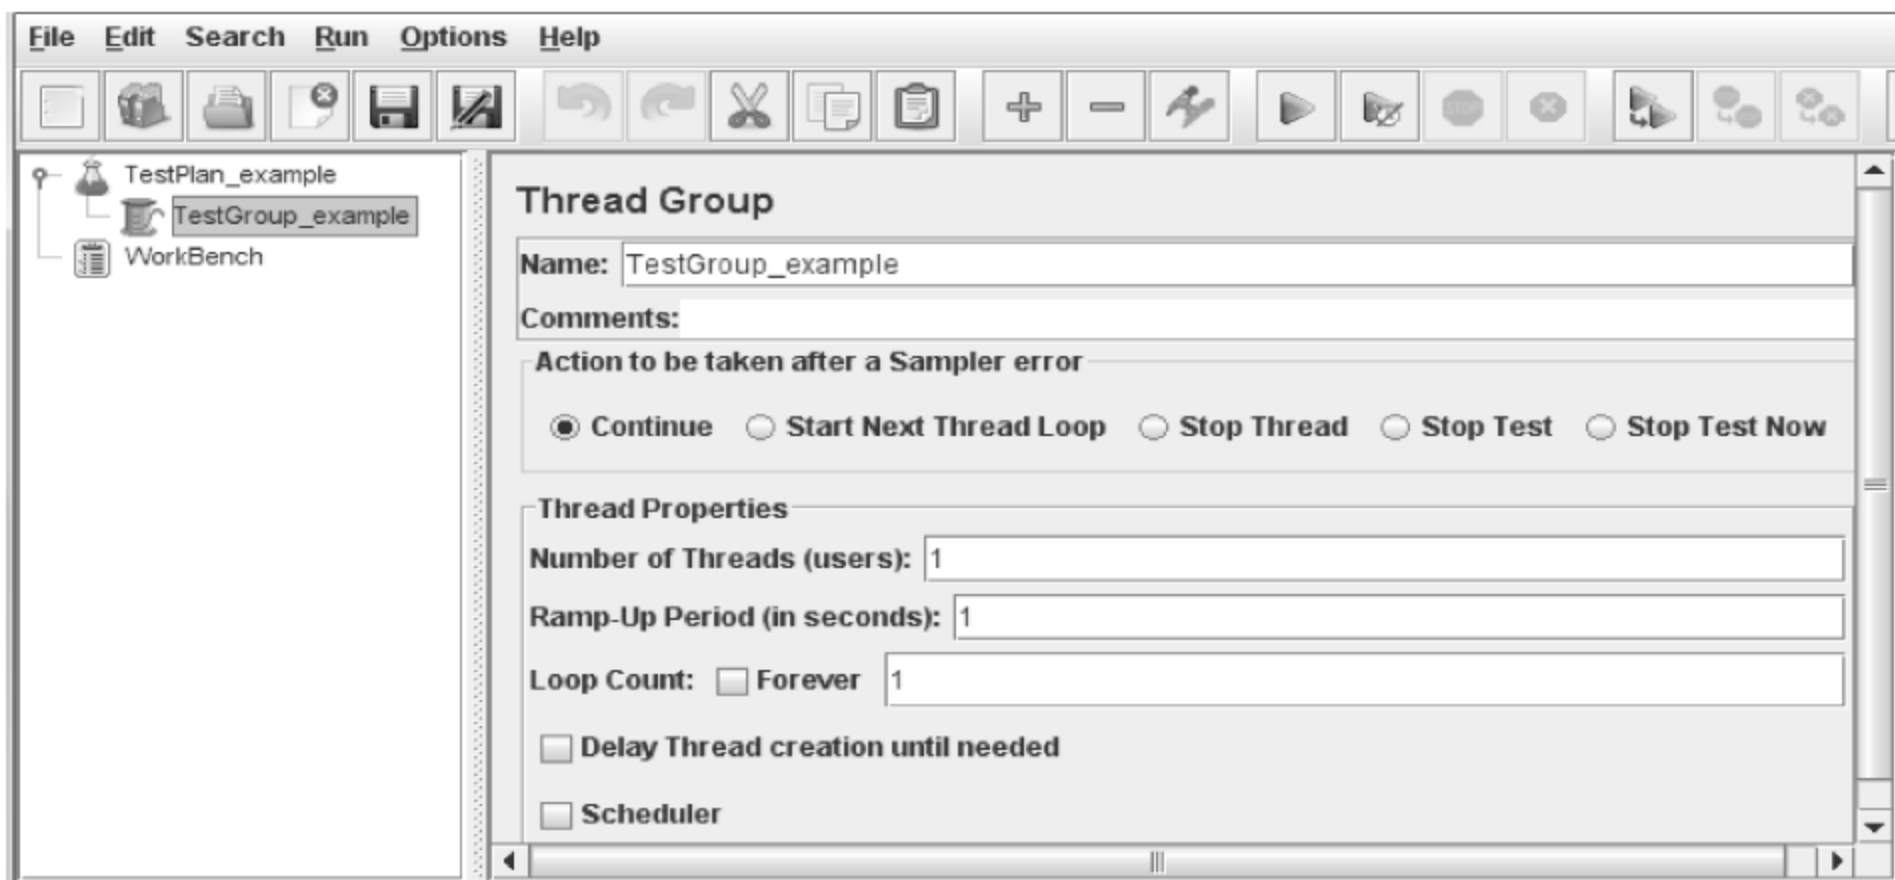 File Edit Search Run Options Help
STOP
TestPlan_example
TestGroup_example
WorkBench
Thread Group
Name: TestGroup_example
Comments:
Action to be taken after a Sampler error
Continue Start Next Thread Loop Stop Thread Stop Test Stop Test Now
Thread Properties
Number of Threads (users): 1
Ramp-Up Period (in seconds): 1
Loop Count: Forever 1
Delay Thread creation until needed
Scheduler